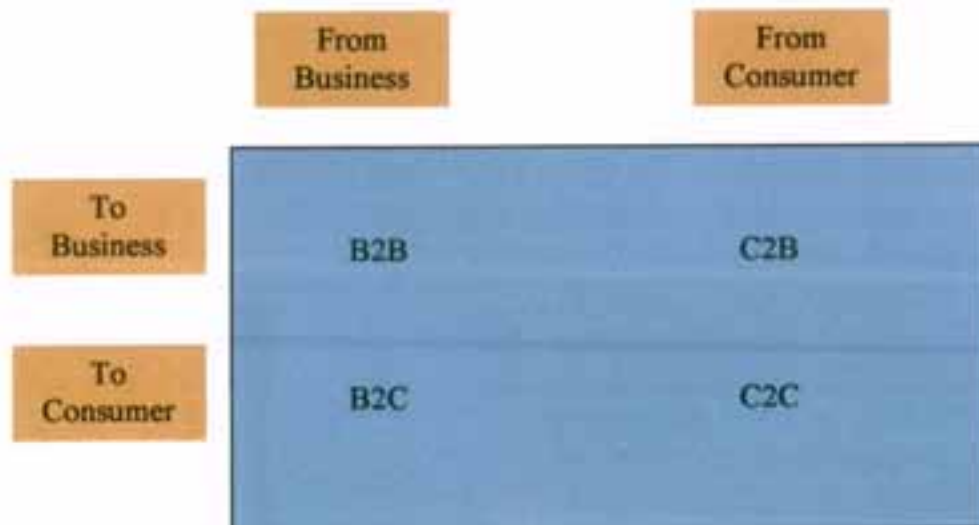 From
Business
From
Consumer
To
Business
B2B
C2B
To
Consumer
B2C
C2C